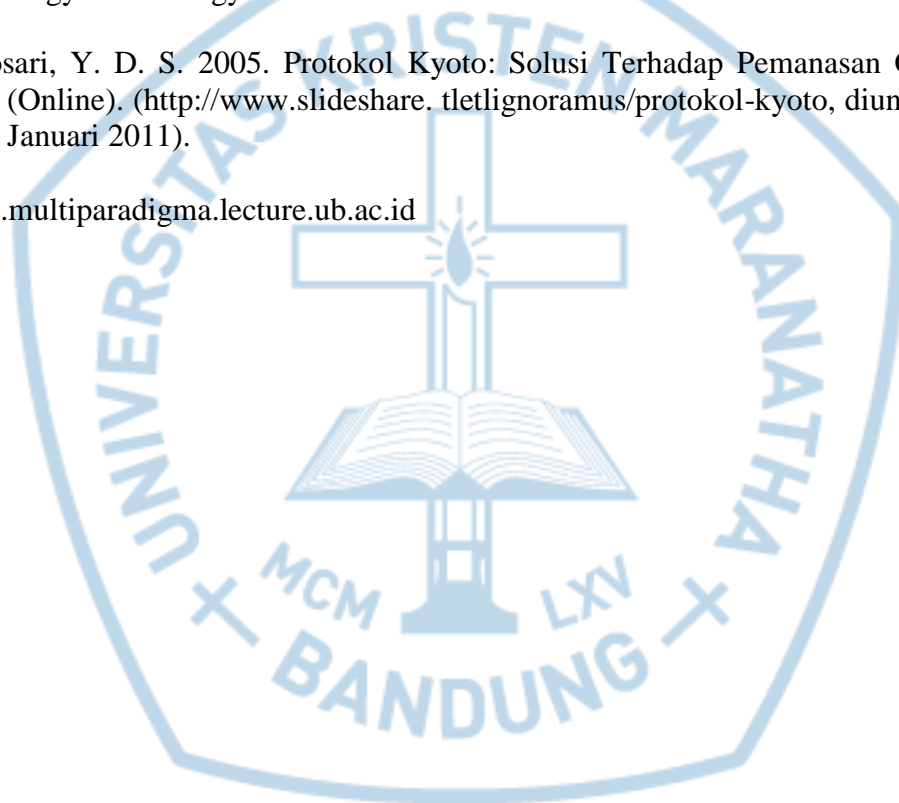 osari, Y. D. S. 2005. Protokol Kyoto: Solusi Terhadap Pemanasan
(Online). (http://www.slideshare. tletlignoramus/protokol-kyoto,
Januari 2011).
.multiparadigma.lecture.ub.ac.id
UNIVERSITAS KRISTEN MARANATHA
MCM LXV
BANDUNG